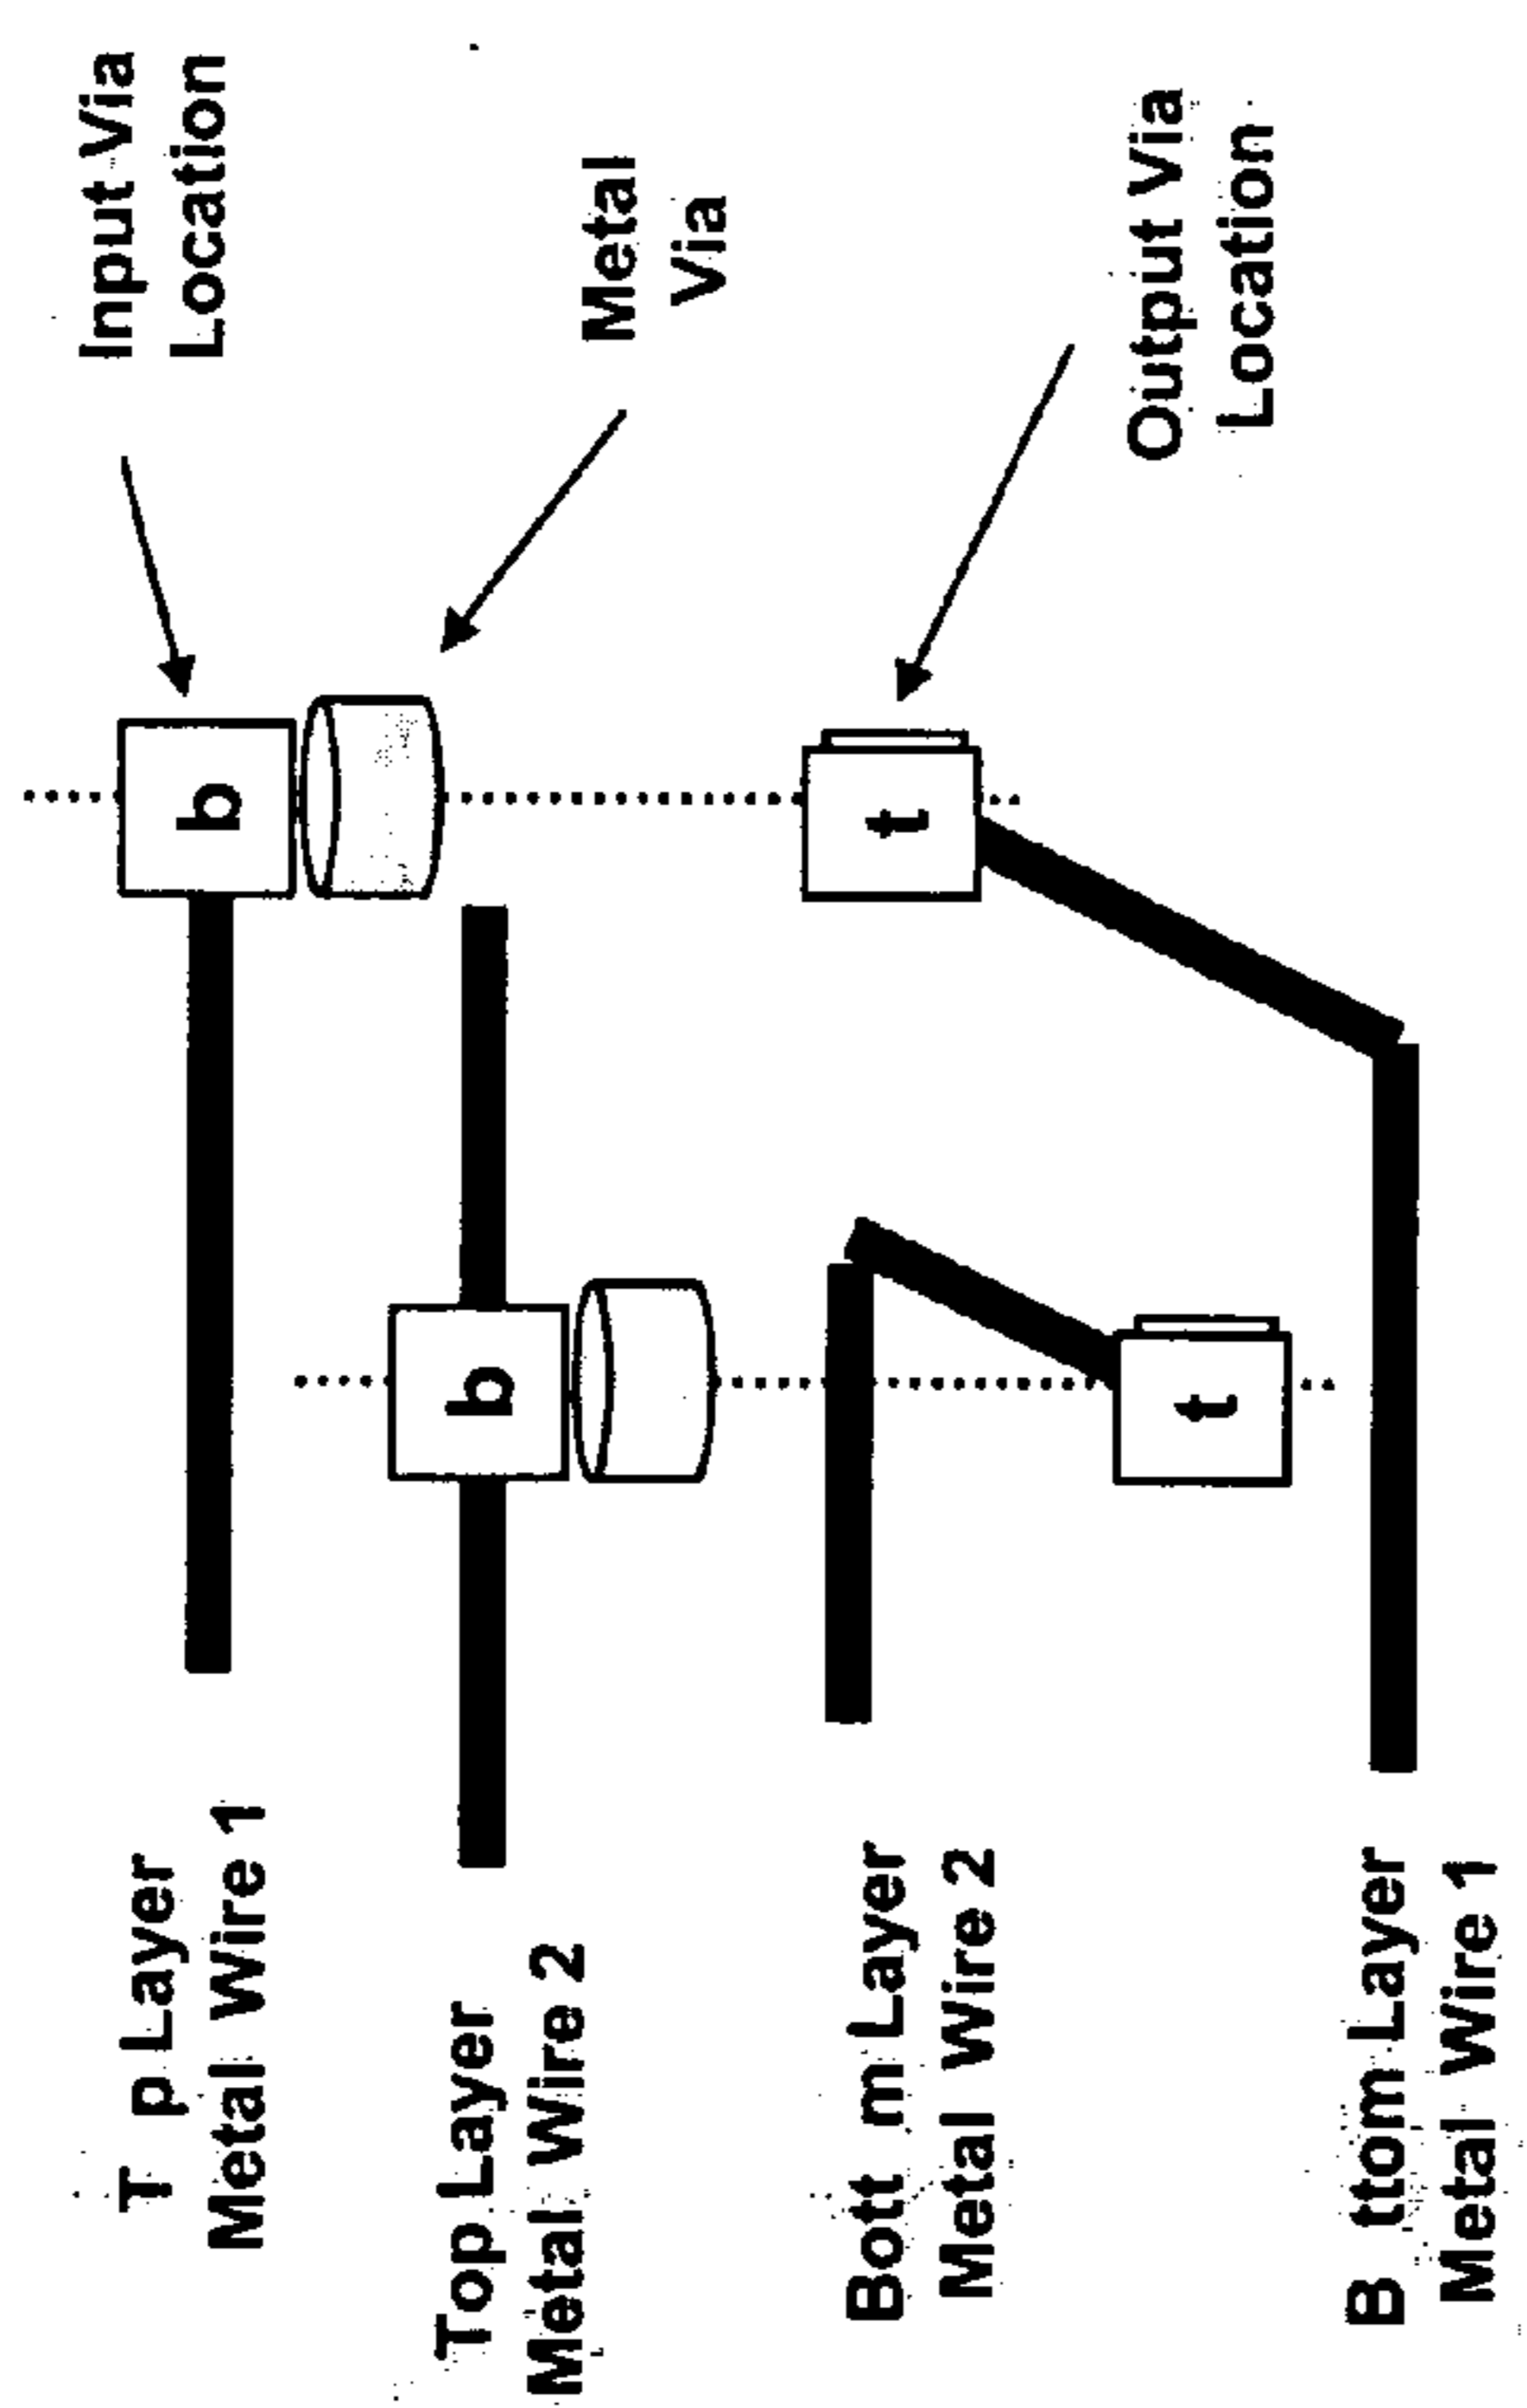 Input Via
Location
Metal
Via
Output Via
Location
b
t
b
t
T p Layer
Metal Wire 1
Top Layer
Metal Wire 2
Bott m Layer
Metal Wire 2
B ttom Layer
Metal Wire 1